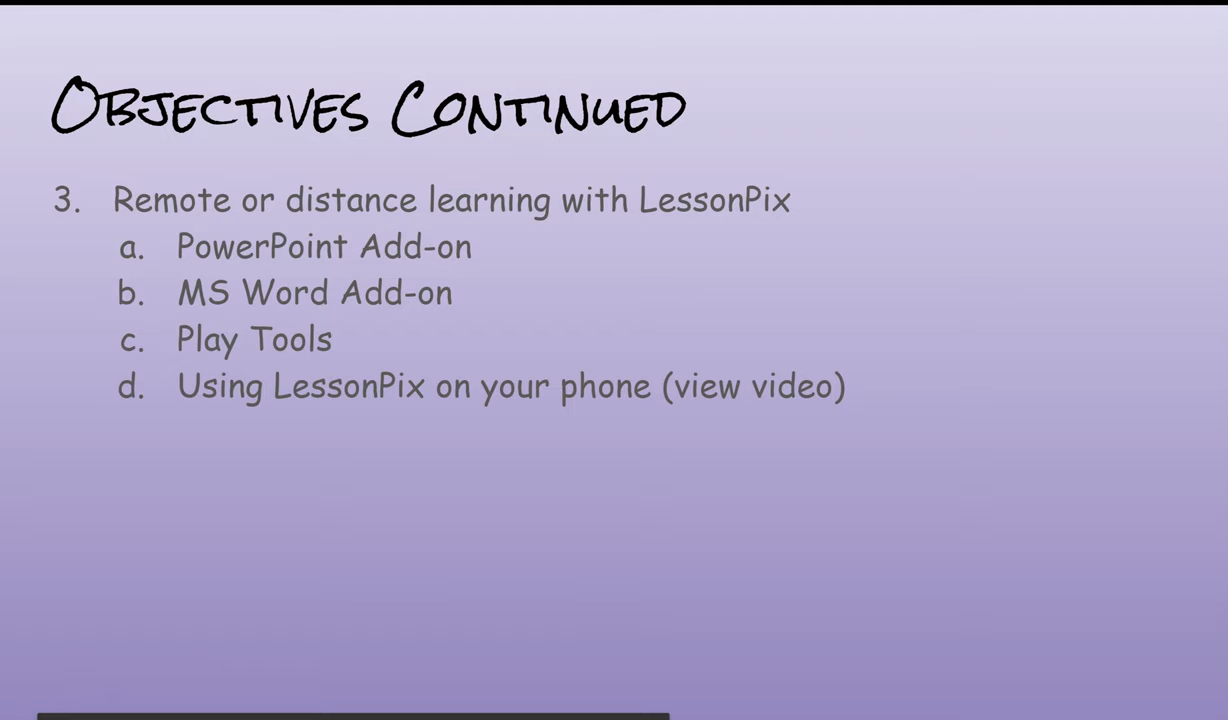 Objectives Continued
3. Remote or distance learning with LessonPix
a. PowerPoint Add-on
b. MS Word Add-on
c. Play Tools
d. Using LessonPix on your phone (view video)